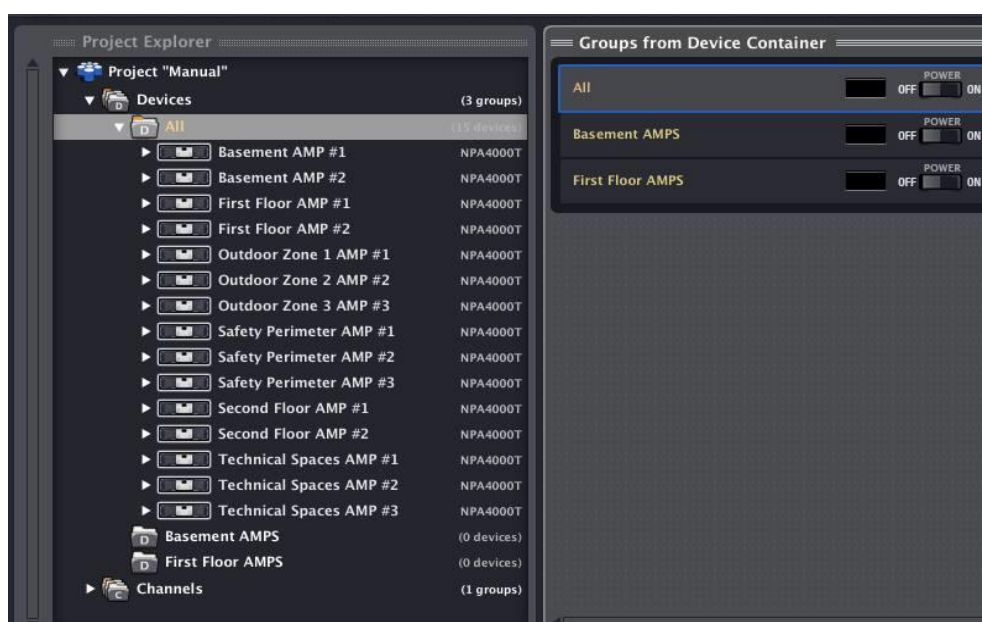 Project Explorer
Project "Manual"
Devices (3 groups)
D All (15 devices)
Basement AMP #1 NPA4000T
Basement AMP #2 NPA4000T
First Floor AMP #1 NPA4000T
First Floor AMP #2 NPA4000T
Outdoor Zone 1 AMP #1 NPA4000T
Outdoor Zone 2 AMP #2 NPA4000T
Outdoor Zone 3 AMP #3 NPA4000T
Safety Perimeter AMP #1 NPA4000T
Safety Perimeter AMP #2 NPA4000T
Safety Perimeter AMP #3 NPA4000T
Second Floor AMP #1 NPA4000T
Second Floor AMP #2 NPA4000T
Technical Spaces AMP #1 NPA4000T
Technical Spaces AMP #2 NPA4000T
Technical Spaces AMP #3 NPA4000T
D Basement AMPS (0 devices)
D First Floor AMPS (0 devices)
C Channels (1 groups)
Groups from Device Container
All POWER OFF ON
Basement AMPS POWER OFF ON
First Floor AMPS POWER OFF ON